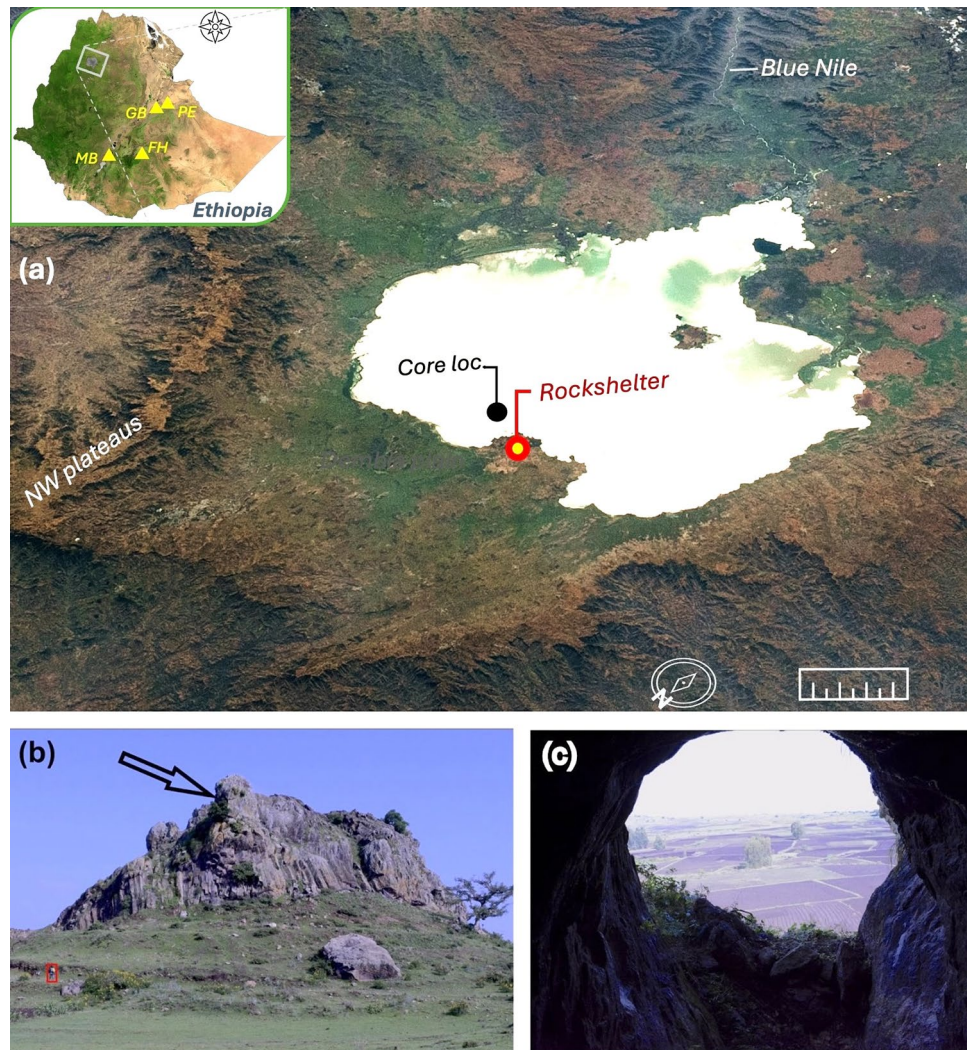 GB
PE
MB
FH
Ethiopia
Blue Nile
(a)
Core loc.
Rockshelter
NW plateaus
N
(b)
(c)